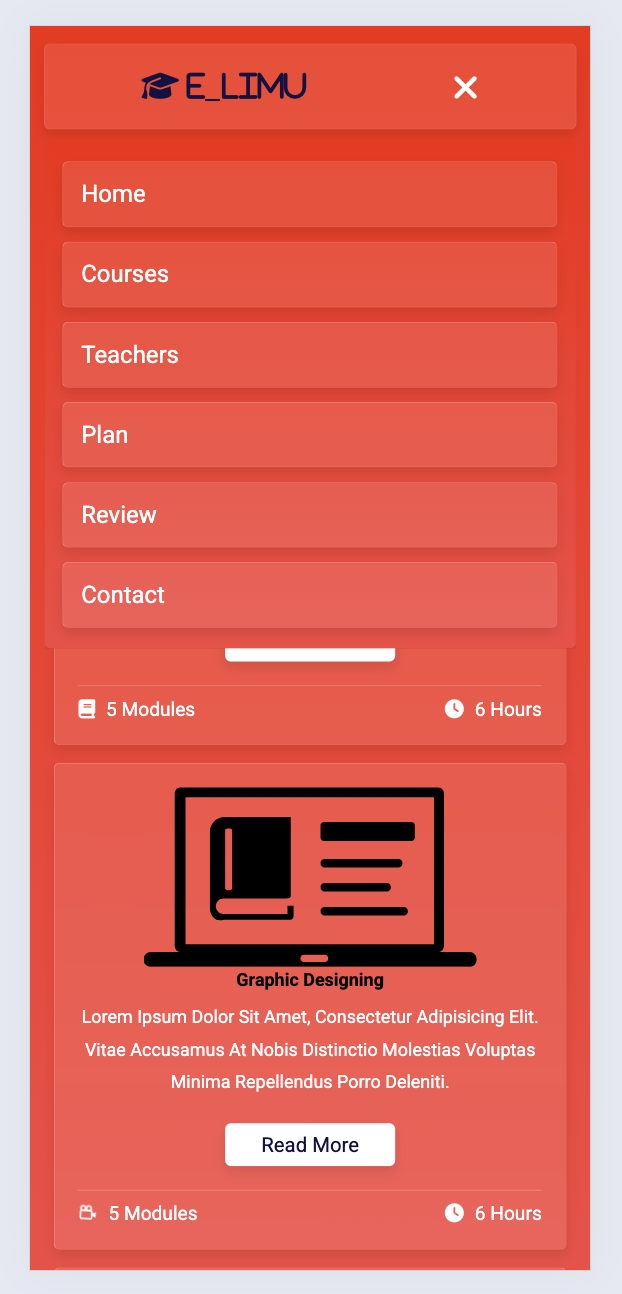 E_LIMU
Home
Courses
Teachers
Plan
Review
Contact
5 Modules
6 Hours
Graphic Designing
Lorem Ipsum Dolor Sit Amet, Consectetur Adipisicing Elit.
Vitae Accusamus At Nobis Distinctio Molestias Voluptas
Minima Repellendus Porro Deleniti.
Read More
5 Modules
6 Hours